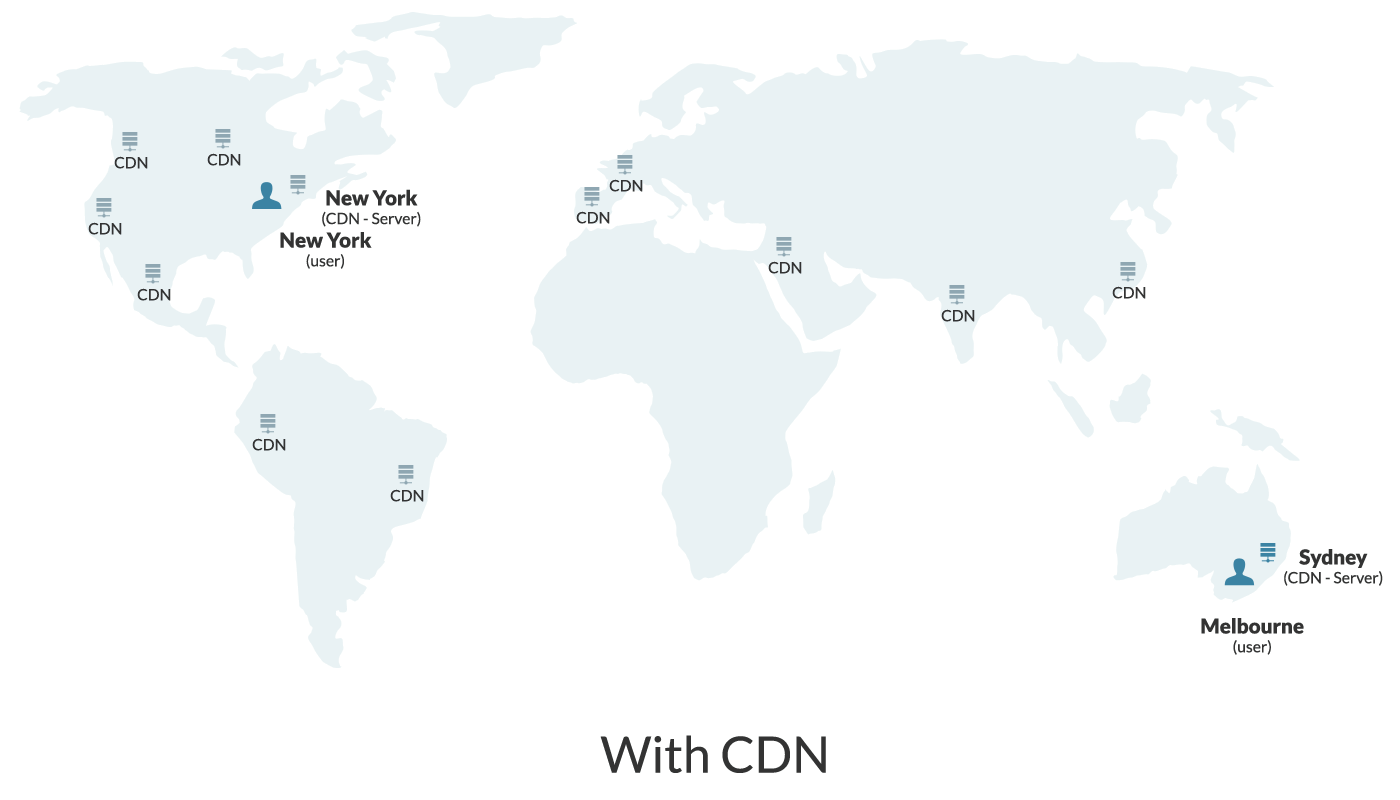 CDN
CDN
CDN
New York
(CDN - Server)
CDN
CDN
New York
(user)
CDN
CDN
CDN
CDN
CDN
CDN
CDN
Sydney
(CDN - Server)
Melbourne
(user)
With CDN